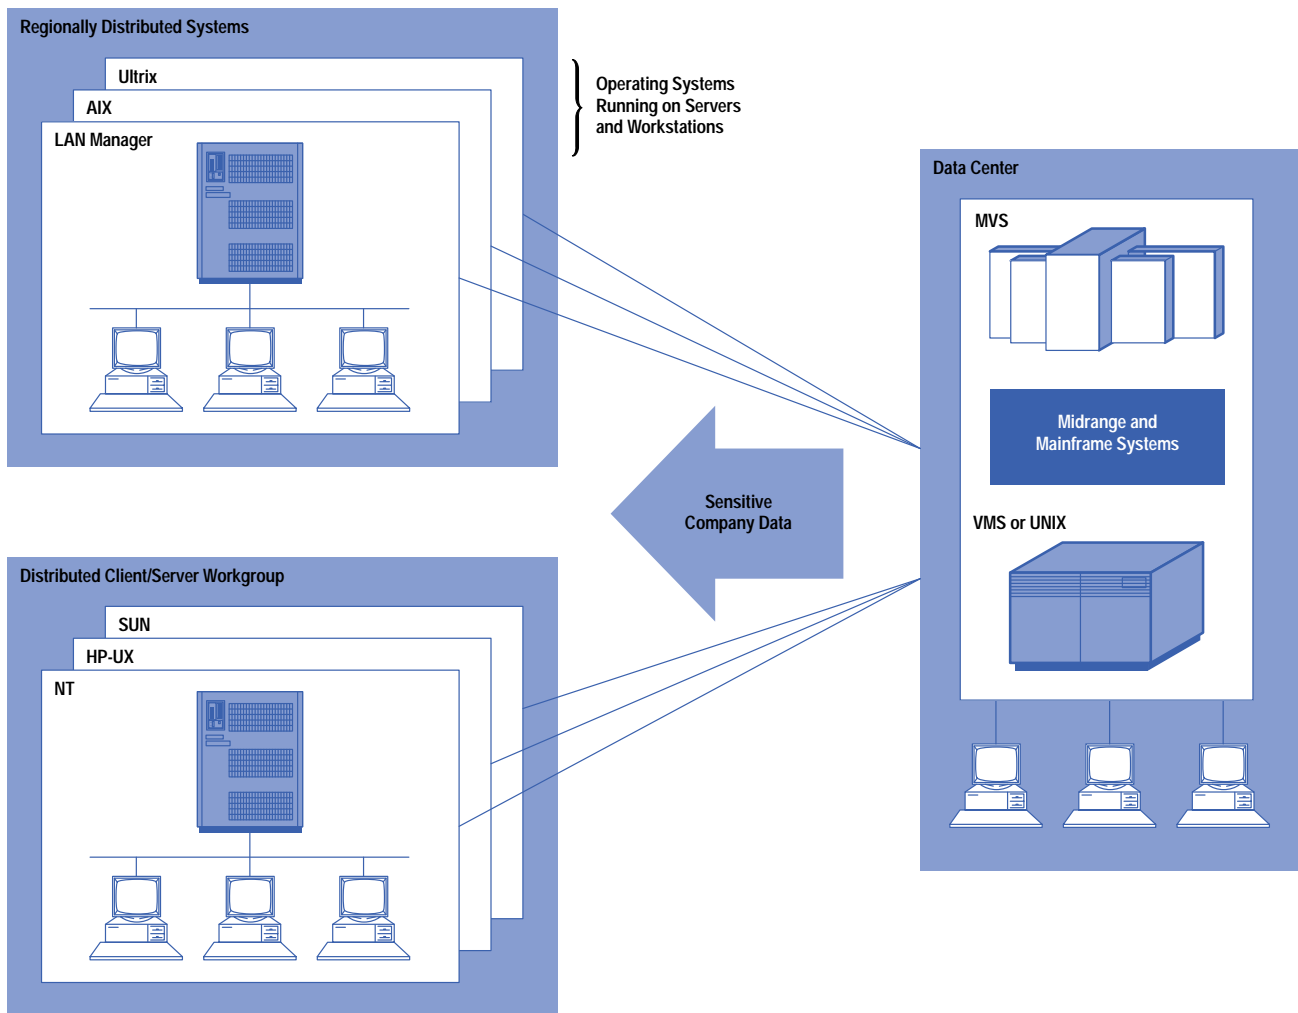 Regionally Distributed Systems
Ultrix
AIX
LAN Manager
Operating Systems
Running on Servers
and Workstations
Data Center
MVS
Midrange and
Mainframe Systems
VMS or UNIX
Sensitive
Company Data
Distributed Client/Server Workgroup
SUN
HP-UX
NT